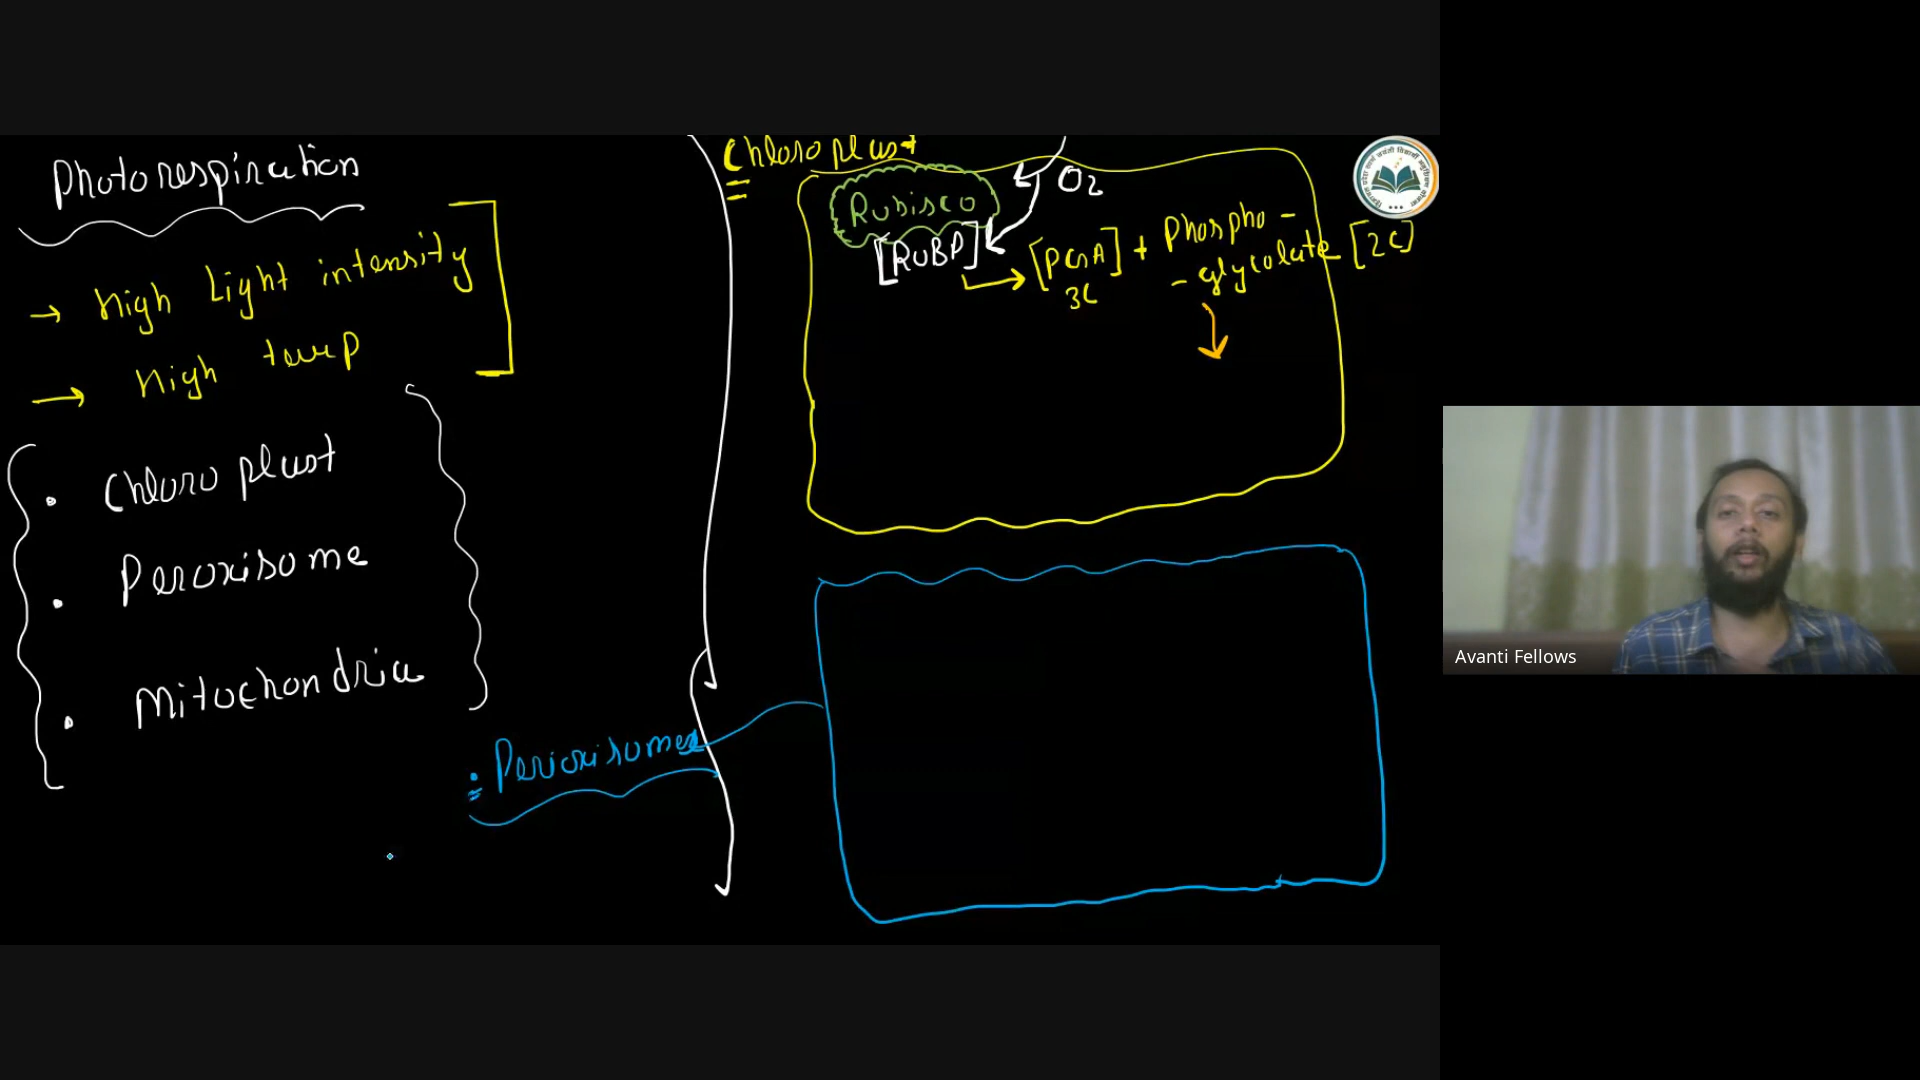 Photorespiration
→ High Light intensity
→ high temp
• Chloroplast
• Peroxisome
• Mitochondria
: Perioxisomes
Chloroplast
Rubisco
O2
[RuBP] → [PGA] + Phospho -
3C
- glycolate [2C]
Avanti Fellows